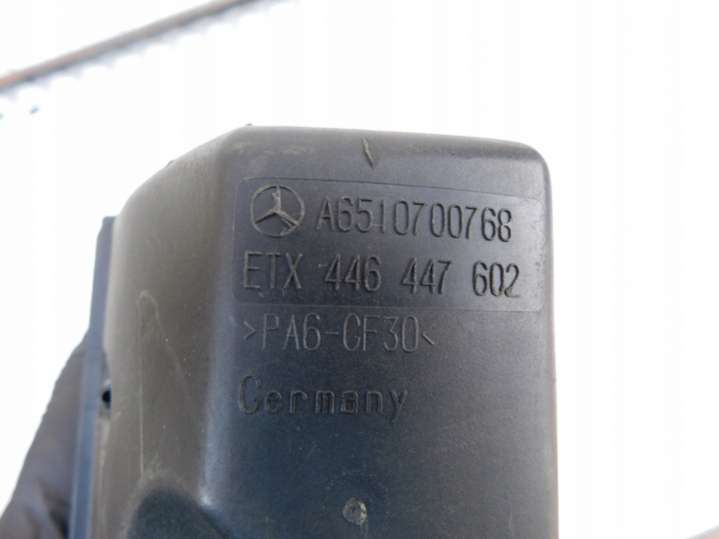 A6510700768
ETX 446 447 602
>PA6-CF30<
Germany